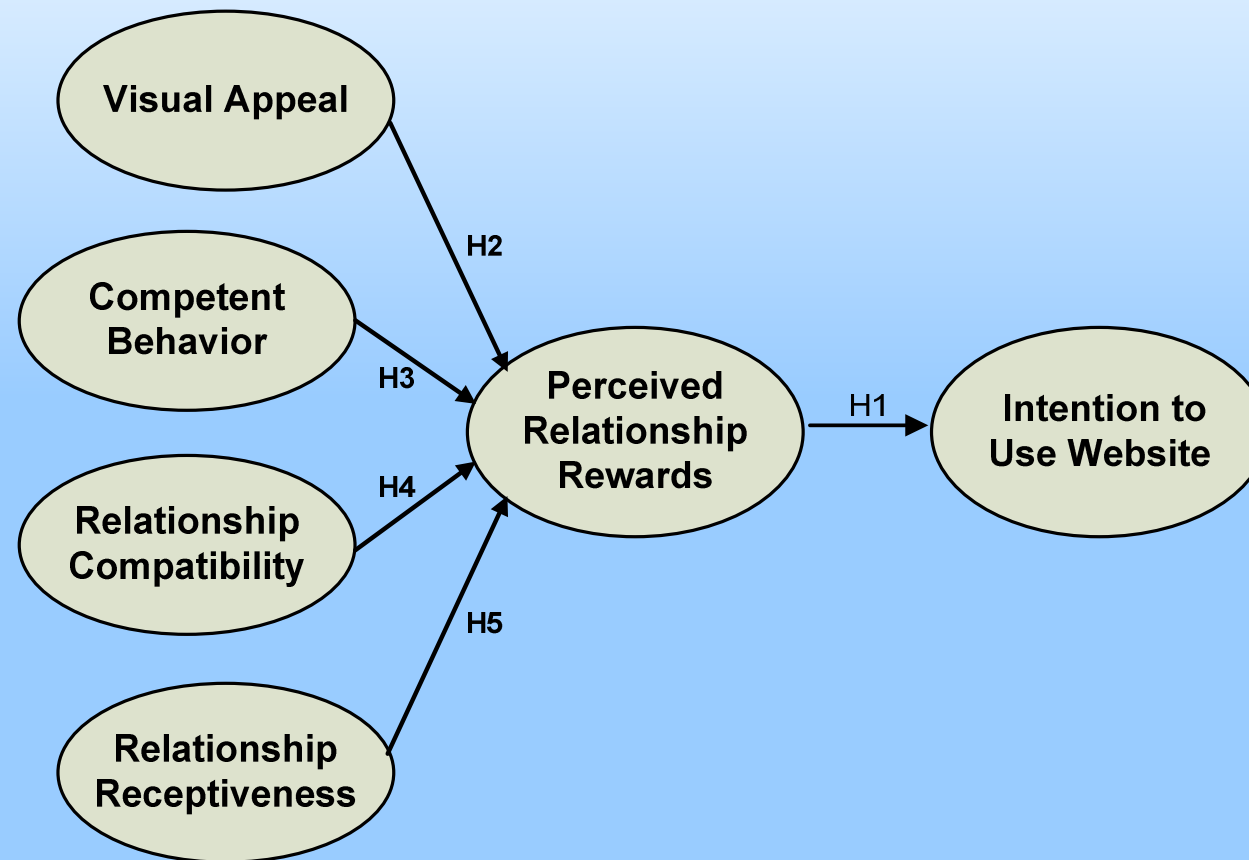 Visual Appeal
H2
Competent
Behavior
H3
Perceived
Relationship
Rewards
H1
Intention to
Use Website
H4
Relationship
Compatibility
H5
Relationship
Receptiveness